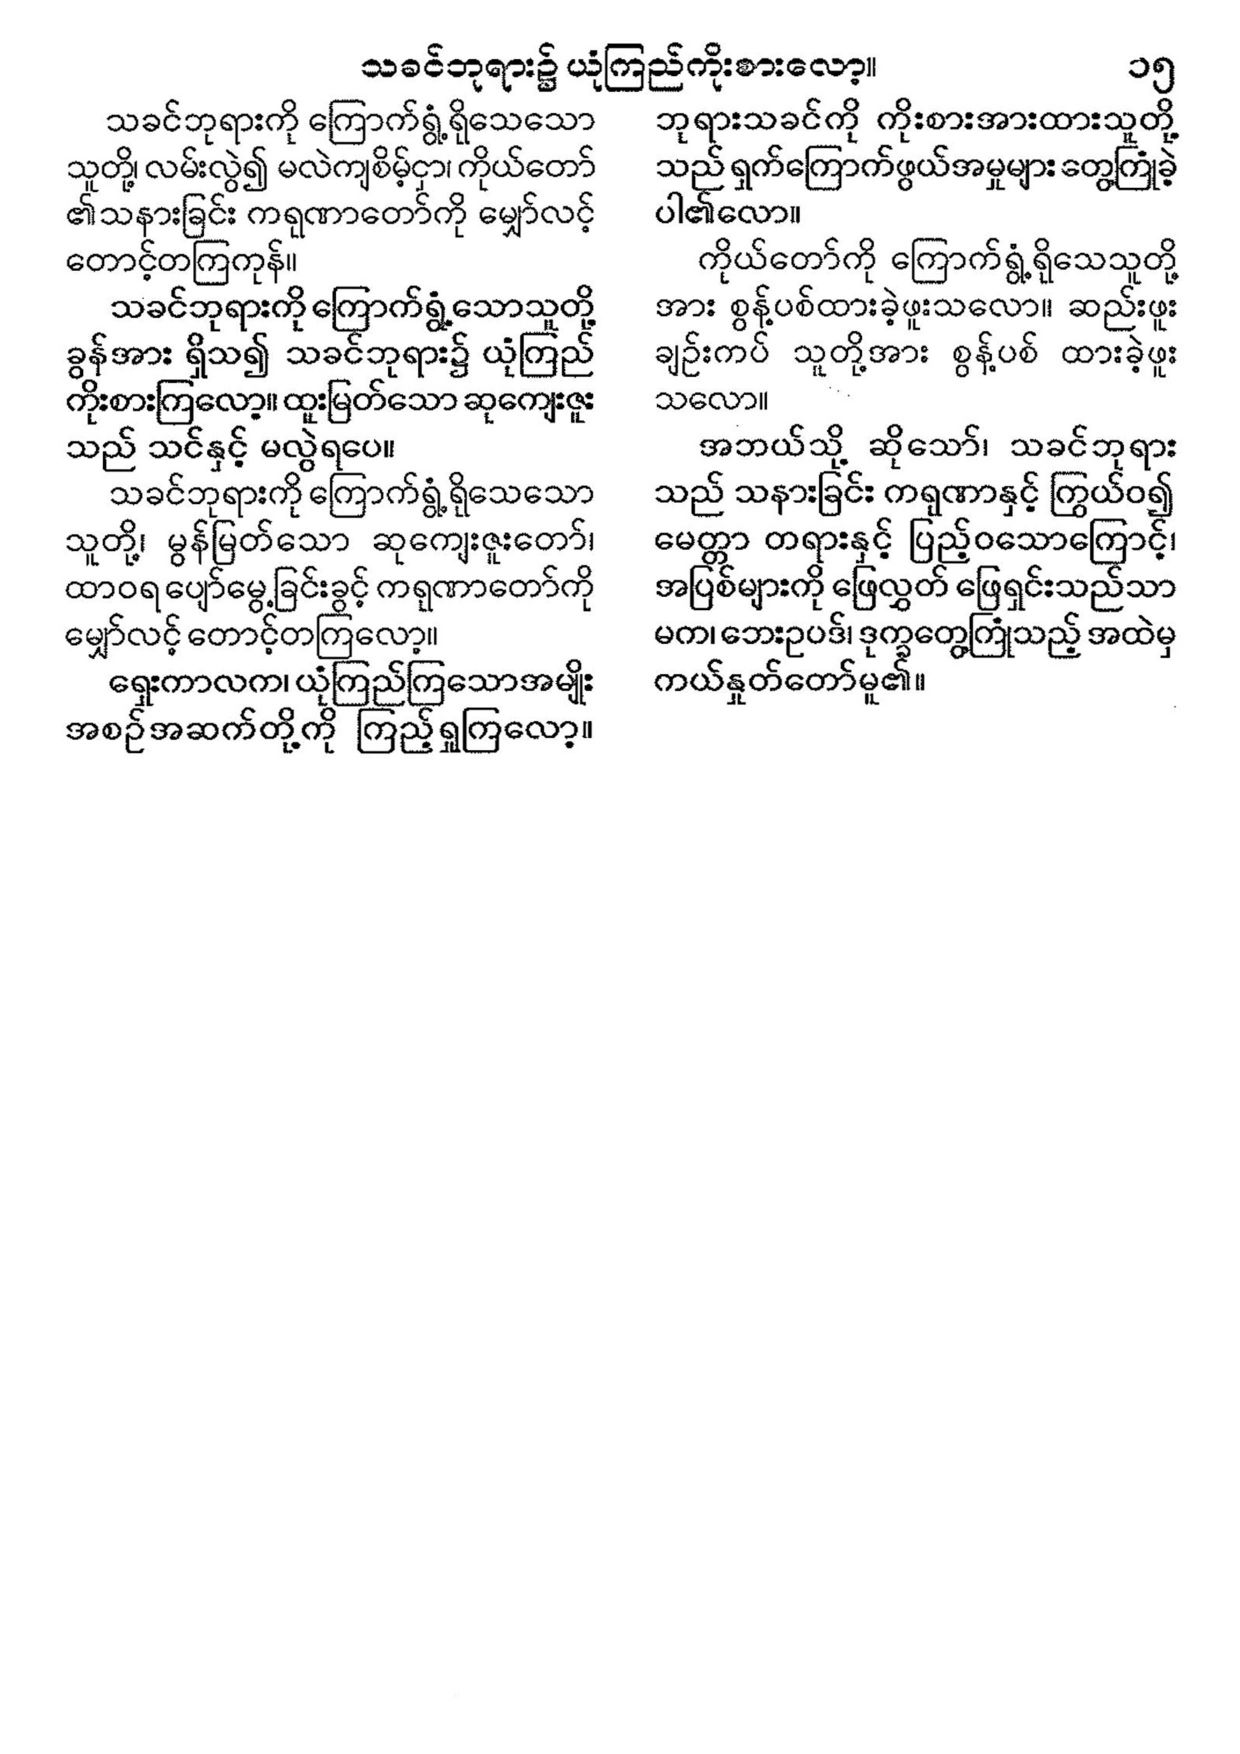 သခင်ဘုရား၌ ယုံကြည်ကိုးစားလော့။ ၁၅
သခင်ဘုရားကို ကြောက်ရွံ့ရိုသေသော
သူတို့၊ လမ်းလွဲ၍ မလဲကျစိမ့်ငှာ၊ ကိုယ်တော်
၏သနားခြင်း ကရုဏာတော်ကို မျှော်လင့်
တောင့်တကြကုန်။
သခင်ဘုရားကို ကြောက်ရွံ့သောသူတို့
ခွန်အား ရှိသ၍ သခင်ဘုရား၌ ယုံကြည်
ကိုးစားကြလော့။ ထူးမြတ်သော ဆုကျေးဇူး
သည် သင်နှင့် မလွဲရပေ။
သခင်ဘုရားကို ကြောက်ရွံ့ရိုသေသော
သူတို့၊ မွန်မြတ်သော ဆုကျေးဇူးတော်၊
ထာဝရ ပျော်မွေ့ခြင်းခွင့် ကရုဏာတော်ကို
မျှော်လင့် တောင့်တကြလော့။
ရှေးကာလက၊ ယုံကြည်ကြသောအမျိုး
အစဉ်အဆက်တို့ကို ကြည့်ရှုကြလော့။
ဘုရားသခင်ကို ကိုးစားအားထားသူတို့
သည် ရှက်ကြောက်ဖွယ်အမှုများ တွေ့ကြုံခဲ့
ပါ၏လော။
ကိုယ်တော်ကို ကြောက်ရွံ့ရိုသေသူတို့
အား စွန့်ပစ်ထားခဲ့ဖူးသလော။ ဆည်းဖူး
ချဉ်းကပ် သူတို့အား စွန့်ပစ် ထားခဲ့ဖူး
သလော။
အဘယ်သို့ ဆိုသော်၊ သခင်ဘုရား
သည် သနားခြင်း ကရုဏာနှင့် ကြွယ်ဝ၍
မေတ္တာ တရားနှင့် ပြည့်ဝသောကြောင့်၊
အပြစ်များကို ဖြေလွှတ် ဖြေရှင်းသည်သာ
မက၊ ဘေးဥပဒ်၊ ဒုက္ခတွေ့ကြုံသည့် အထဲမှ
ကယ်နှုတ်တော်မူ၏။